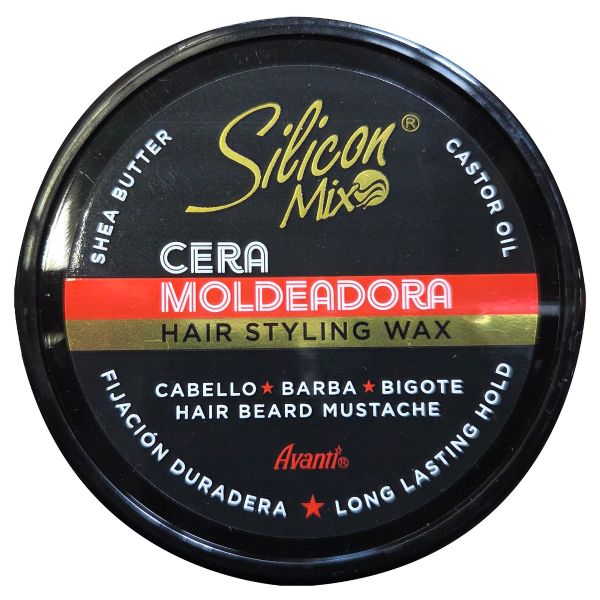 Silicon®
Mix
SHEA BUTTER
CASTOR OIL
CERA
MOLDEADORA
HAIR STYLING WAX
CABELLO ★ BARBA ★ BIGOTE
HAIR BEARD MUSTACHE
Avanti®
FIJACIÓN DURADERA ★ LONG LASTING HOLD